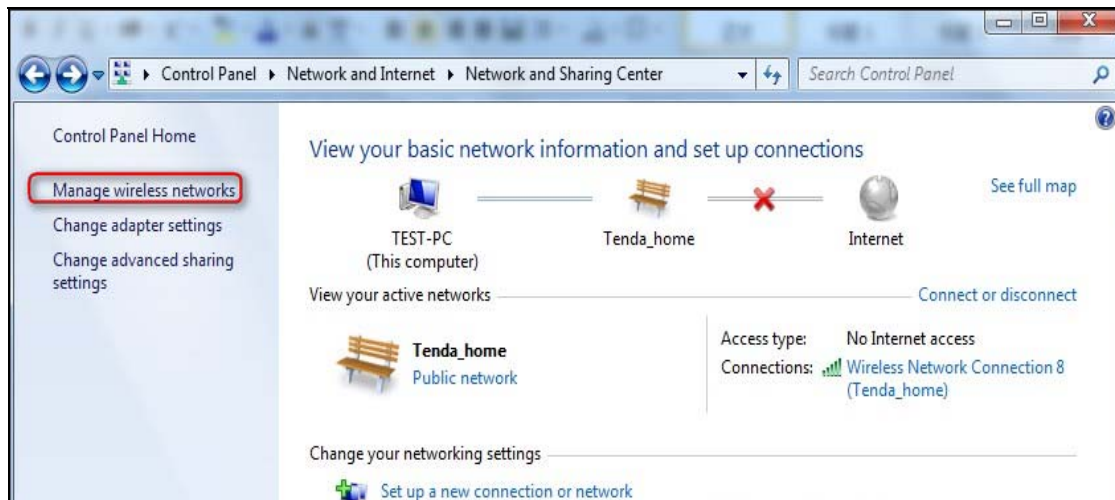 Control Panel ▸ Network and Internet ▸ Network and Sharing Center
Search Control Panel
Control Panel Home
Manage wireless networks
Change adapter settings
Change advanced sharing
settings
View your basic network information and set up connections
See full map
TEST-PC
(This computer)
Tenda_home
Internet
View your active networks
Connect or disconnect
Tenda_home
Public network
Access type: No Internet access
Connections: Wireless Network Connection 8
(Tenda_home)
Change your networking settings
Set up a new connection or network